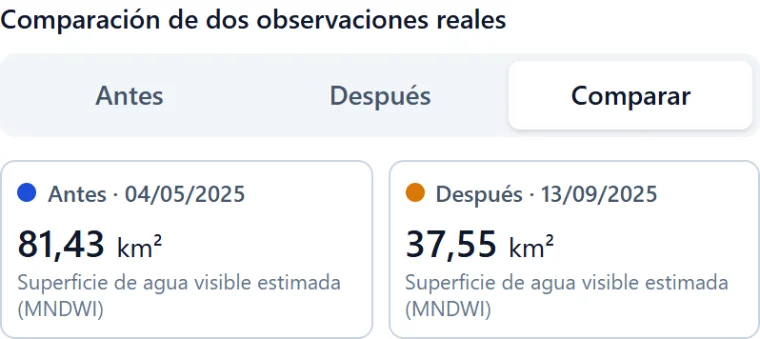 Comparación de dos observaciones reales
Antes
Después
Comparar
Antes · 04/05/2025
81,43 km²
Superficie de agua visible estimada
(MNDWI)
Después · 13/09/2025
37,55 km²
Superficie de agua visible estimada
(MNDWI)